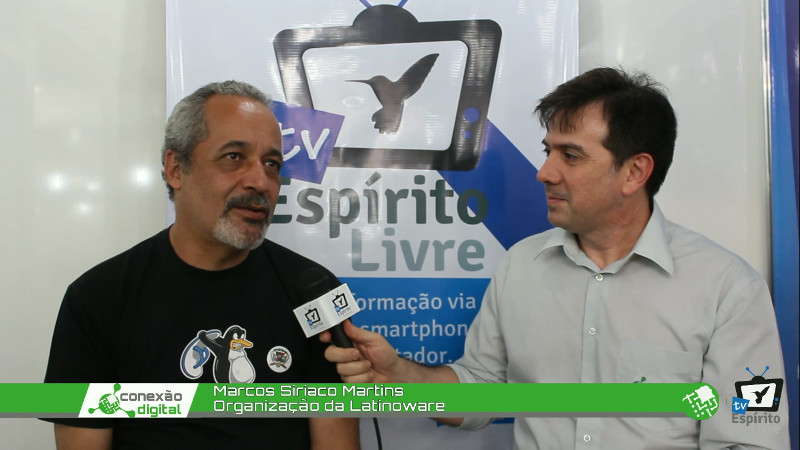 tv
Espírito
Livre
formação via
smartphon
tador.
conexão
digital
Marcos Siriaco Martins
Organização da Latinoware
tv
Espírito